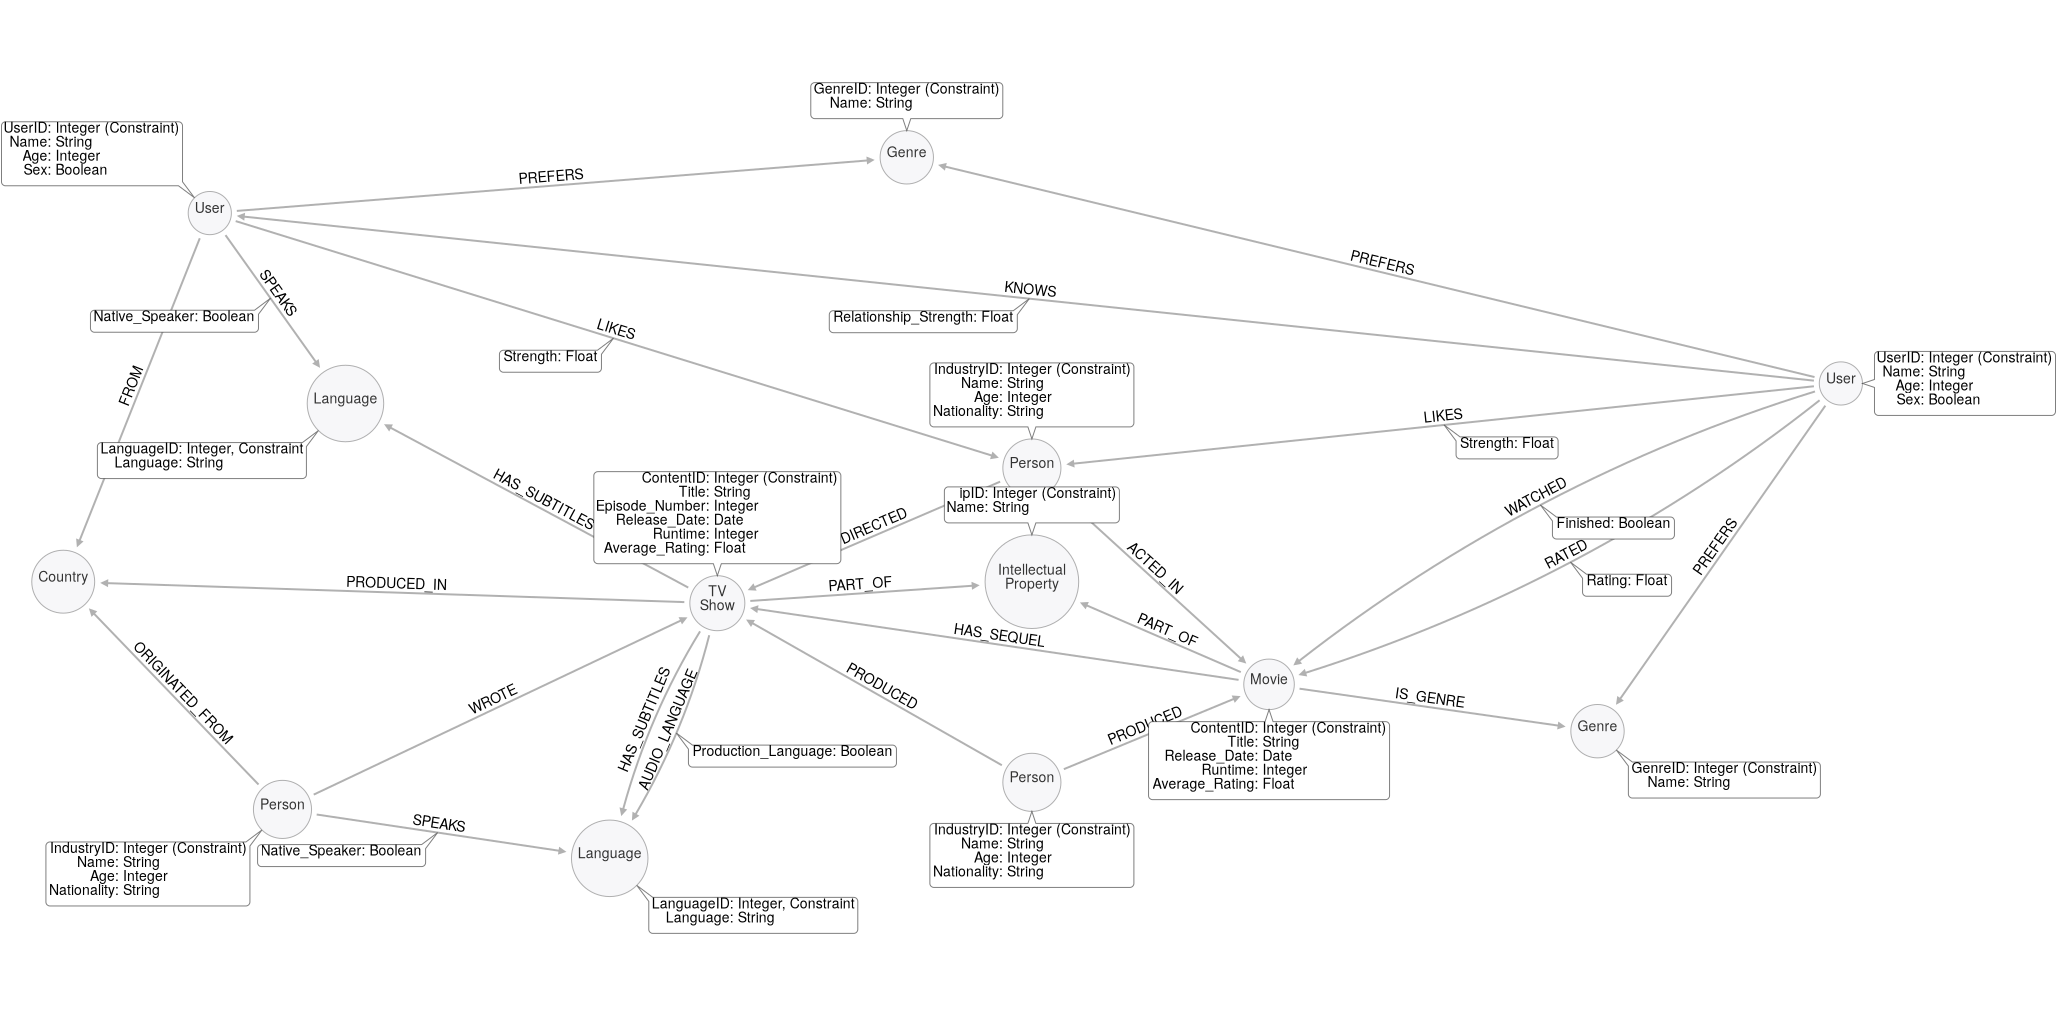 GenreID: Integer (Constraint)
Name: String
Genre
UserID: Integer (Constraint)
Name: String
Age: Integer
Sex: Boolean
User
PREFERS
PREFERS
KNOWS
Relationship_Strength: Float
SPEAKS
Native_Speaker: Boolean
LIKES
Strength: Float
FROM
Language
LanguageID: Integer, Constraint
Language: String
IndustryID: Integer (Constraint)
Name: String
Age: Integer
Nationality: String
Person
UserID: Integer (Constraint)
Name: String
Age: Integer
Sex: Boolean
User
LIKES
Strength: Float
WATCHED
Finished: Boolean
RATED
Rating: Float
PREFERS
HAS_SUBTITLES
ContentID: Integer (Constraint)
Title: String
Episode_Number: Integer
Release_Date: Date
Runtime: Integer
Average_Rating: Float
TV
Show
DIRECTED
ipID: Integer (Constraint)
Name: String
Intellectual
Property
ACTED_IN
Country
PRODUCED_IN
PART_OF
HAS_SEQUEL
PART_OF
ORIGINATED_FROM
WROTE
HAS_SUBTITLES
AUDIO_LANGUAGE
Production_Language: Boolean
PRODUCED
PRODUCED
Movie
ContentID: Integer (Constraint)
Title: String
Release_Date: Date
Runtime: Integer
Average_Rating: Float
IS_GENRE
Genre
GenreID: Integer (Constraint)
Name: String
Person
IndustryID: Integer (Constraint)
Name: String
Age: Integer
Nationality: String
SPEAKS
Native_Speaker: Boolean
Language
LanguageID: Integer, Constraint
Language: String
Person
IndustryID: Integer (Constraint)
Name: String
Age: Integer
Nationality: String